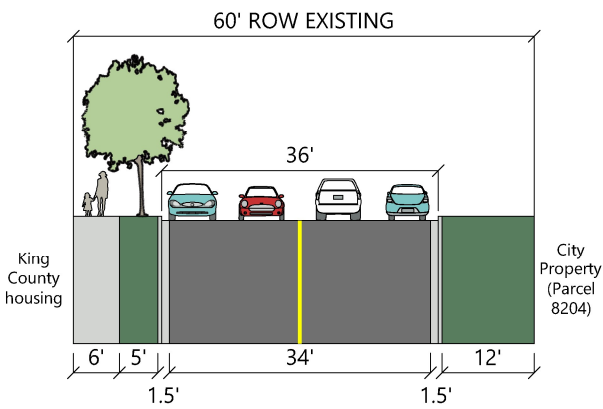 60' ROW EXISTING
36'
King
County
housing
City
Property
(Parcel
8204)
6' 5' 34' 12'
1.5' 1.5'